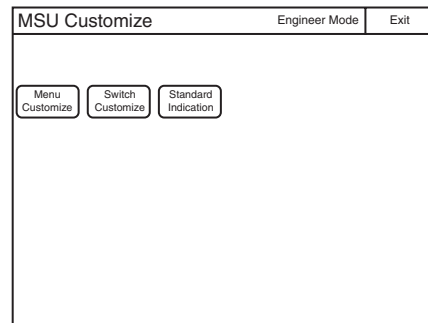 MSU Customize Engineer Mode Exit
Menu Switch Standard
Customize Customize Indication